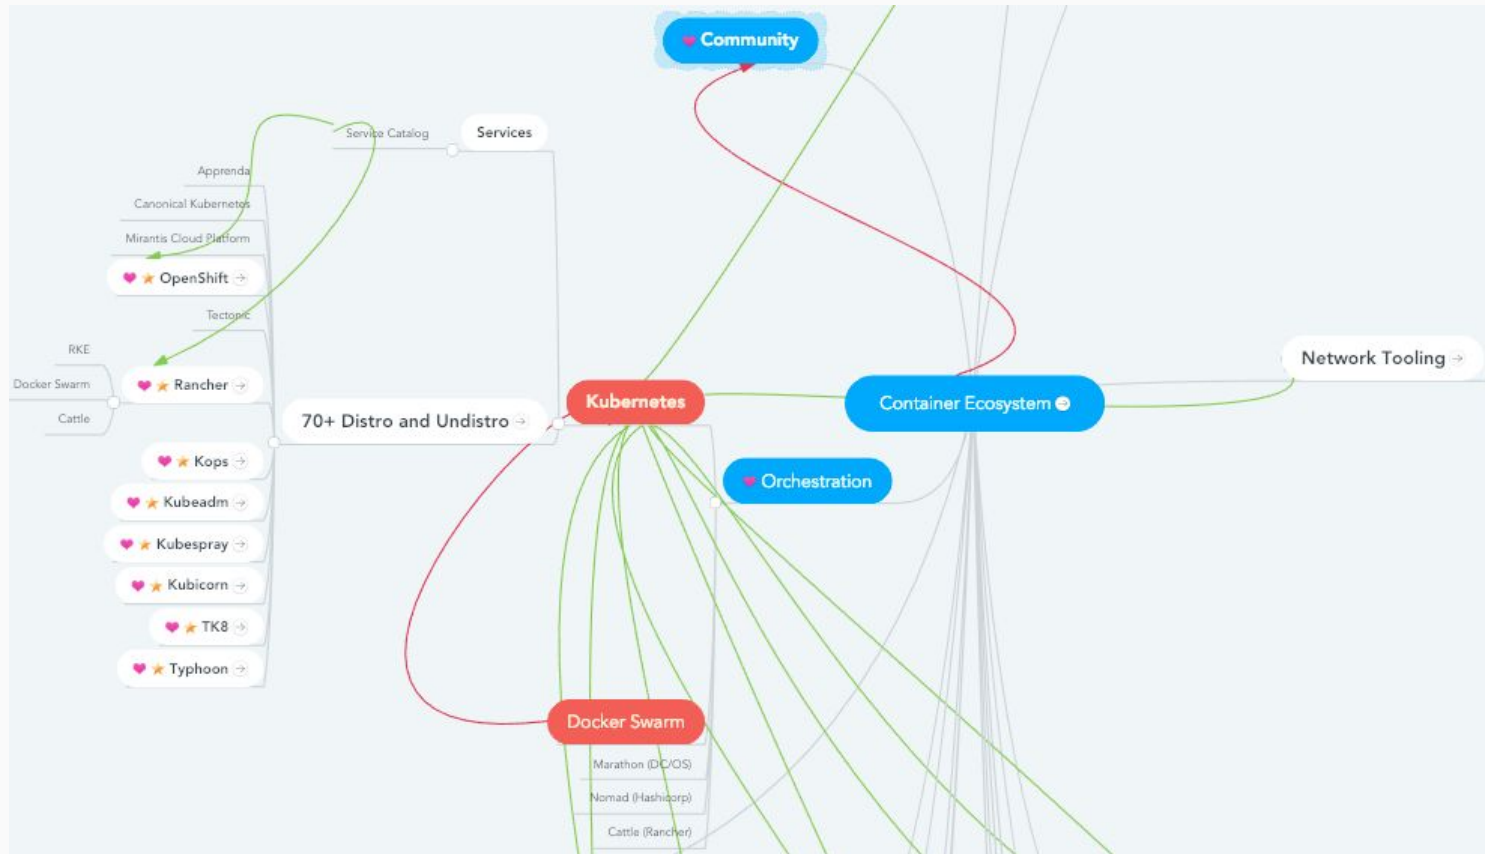 Community
Service Catalog
Services
Apprenda
Canonical Kubernetes
Mirantis Cloud Platform
OpenShift
Tectonic
RKE
Docker Swarm
Cattle
Rancher
70+ Distro and Undistro
Kops
Kubeadm
Kubespray
Kubicorn
TK8
Typhoon
Kubernetes
Container Ecosystem
Network Tooling
Orchestration
Docker Swarm
Marathon (DC/OS)
Nomad (Hashicorp)
Cattle (Rancher)